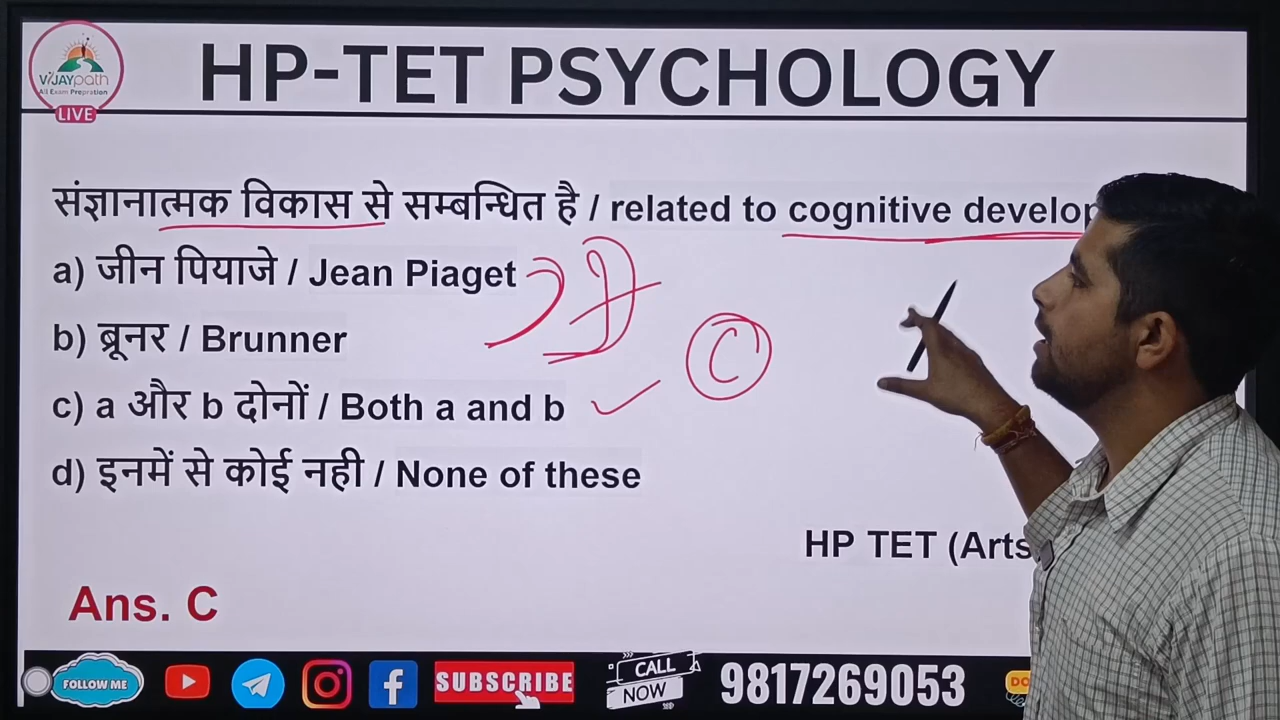 ViJAYpath
All Exam Prepration
LIVE
HP-TET PSYCHOLOGY
संज्ञानात्मक विकास से सम्बन्धित है / related to cognitive develop
a) जीन पियाजे / Jean Piaget
b) ब्रूनर / Brunner
c) a और b दोनों / Both a and b
d) इनमें से कोई नही / None of these
C
HP TET (Arts
Ans. C
FOLLOW ME
SUBSCRIBE
CALL
NOW
9817269053
DO